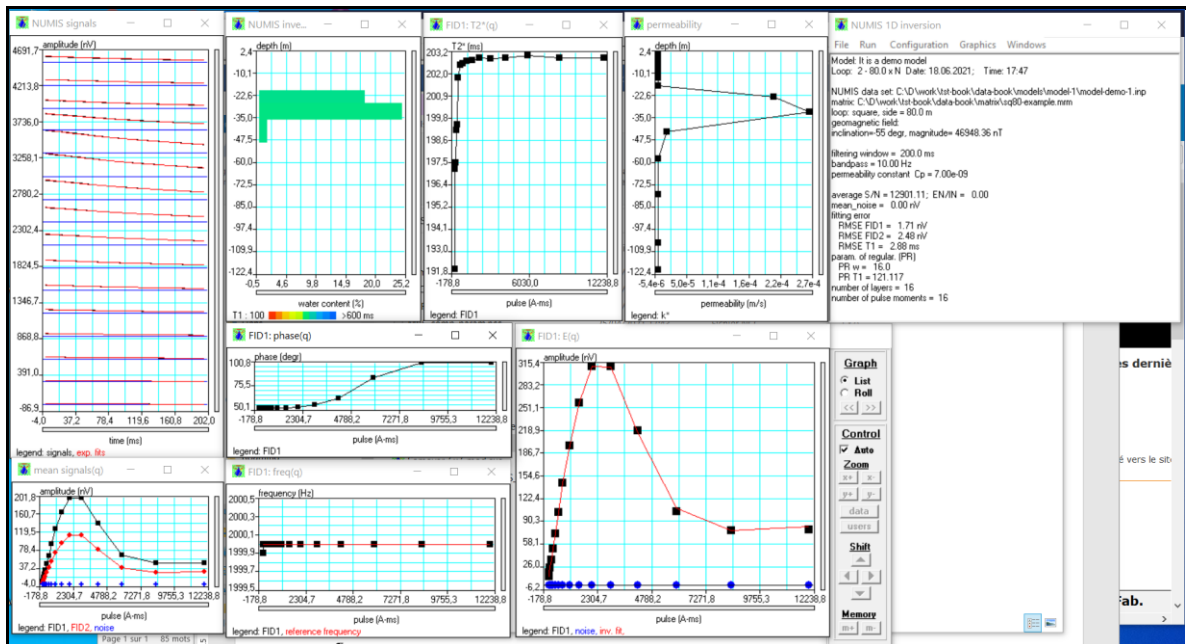 NUMIS signals
amplitude (nV)
4691,7
4213,8
3736,0
3258,1
2780,2
2302,4
1824,5
1346,7
868,8
391,0
-86,9
-4,0 37,2 78,4 119,6 160,8 202,0
time (ms)
legend: signals, exp. fits
NUMIS inve...
depth (m)
2,4
-10,1
-22,5
-35,0
-47,5
-60,0
-72,5
-85,0
-97,4
-109,9
-122,4
-0,5 4,6 9,8 14,9 20,0 25,2
water content (%)
T1 : 100 >600 ms
FID1: T2*(q)
T2* (ms)
203,2
202,0
200,9
199,8
198,6
197,5
196,4
195,2
194,1
193,0
191,8
-178,8 6030,0 12238,8
pulse (A-ms)
legend: FID1
permeability
depth (m)
2,4
-10,1
-22,5
-35,0
-47,5
-60,0
-72,5
-85,0
-97,4
-109,9
-122,4
-5,4e-6 5,0e-5 1,1e-4 1,6e-4 2,2e-4 2,7e-4
permeability (m/s)
legend: k*
NUMIS 1D inversion
File Run Configuration Graphics Windows
Model: It is a demo model
Loop: 2 - 80.0 x N Date: 18.06.2021; Time: 17:47
NUMIS data set: C:\D\work\tst-book\data-book\models\model-1\model-demo-1.inp
matrix: C:\D\work\tst-book\data-book\matrix\sq80-example.mrm
loop: square, side = 80.0 m
geomagnetic field:
inclination=-55 degr, magnitude= 46948.36 nT
filtering window = 200.0 ms
bandpass = 10.00 Hz
permeability constant Cp = 7.00e-09
average S/N = 12901.11; EN/IN = 0.00
mean_noise = 0.00 nV
fitting error
RMSE FID1 = 1.71 nV
RMSE FID2 = 2.48 nV
RMSE T1 = 2.88 ms
param. of regular. (PR)
PR w = 16.0
PR T1 = 121.117
number of layers = 16
number of pulse moments = 16
FID1: phase(q)
phase (degr)
100,8
75,5
50,1
-178,8 2304,7 4788,2 7271,8 9755,3 12238,8
pulse (A-ms)
legend: FID1
FID1: E(q)
amplitude (nV)
315,4
283,2
251,1
218,9
186,7
154,6
122,4
90,3
58,1
26,0
-6,2
-178,8 2304,7 4788,2 7271,8 9755,3 12238,8
pulse (A-ms)
legend: FID1, noise, inv. fit,
Graph
List
Roll
<< >>
Control
Auto
Zoom
x+ x-
y+ y-
data
users
Shift
Memory
m+ m-
es derniè
é vers le site
Fab.
mean signals(q)
amplitude (nV)
201,8
160,7
119,5
78,4
37,2
-4,0
-178,8 2304,7 4788,2 7271,8 9755,3 12238,8
pulse (A-ms)
legend: FID1, FID2, noise
FID1: freq(q)
frequency (Hz)
2000,5
2000,3
2000,1
1999,9
1999,7
1999,5
-178,8 2304,7 4788,2 7271,8 9755,3 12238,8
pulse (A-ms)
legend: FID1, reference frequency
Page 1 sur 1 85 mots